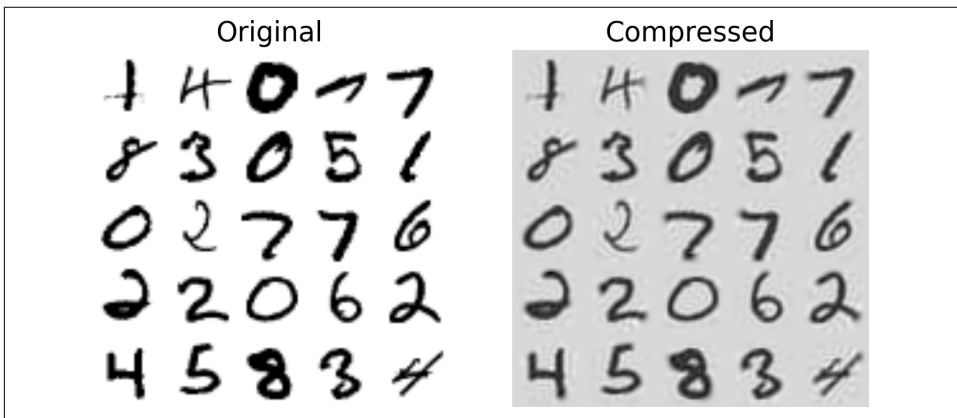 Original Compressed
1 4 0 7 7 1 4 0 7 7
8 3 0 5 1 8 3 0 5 1
0 2 7 7 6 0 2 7 7 6
2 2 0 6 2 2 2 0 6 2
4 5 8 3 4 4 5 8 3 4